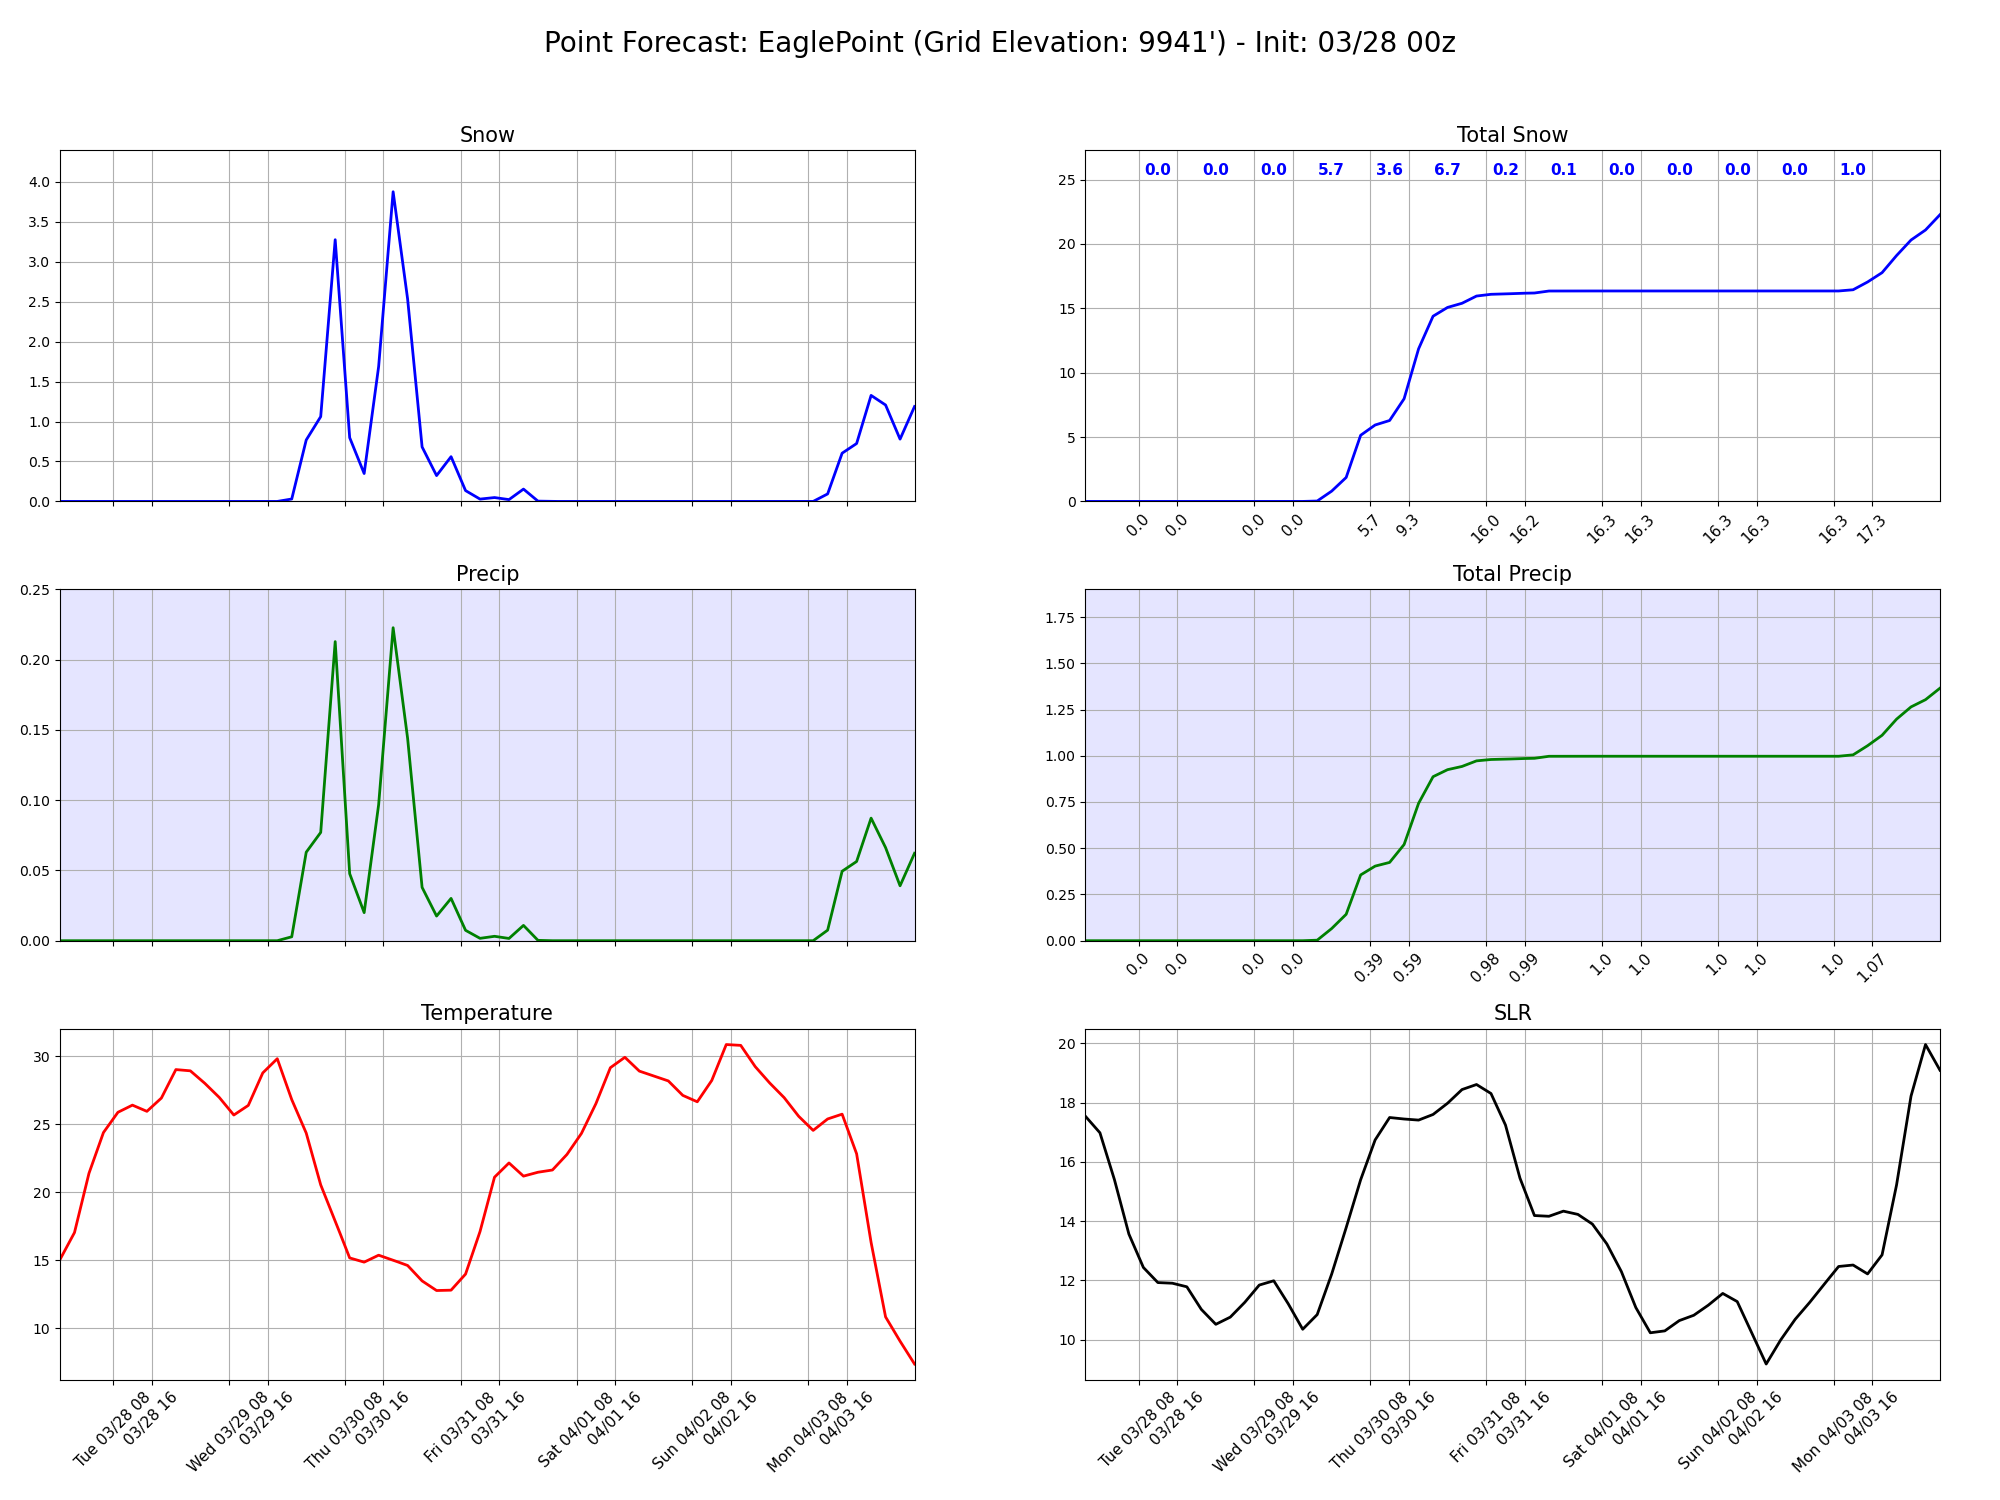 Point Forecast: EaglePoint (Grid Elevation: 9941') - Init: 03/28 00z
Snow
4.0
3.5
3.0
2.5
2.0
1.5
1.0
0.5
0.0
Total Snow
0.0 0.0 0.0 5.7 3.6 6.7 0.2 0.1 0.0 0.0 0.0 0.0 1.0
25
20
15
10
5
0
0.0 0.0 0.0 0.0 5.7 9.3 16.0 16.2 16.3 16.3 16.3 16.3 16.3 17.3
Precip
0.25
0.20
0.15
0.10
0.05
0.00
Total Precip
1.75
1.50
1.25
1.00
0.75
0.50
0.25
0.00
0.0 0.0 0.0 0.0 0.39 0.59 0.98 0.99 1.0 1.0 1.0 1.0 1.0 1.07
Temperature
30
25
20
15
10
Tue 03/28 08
03/28 16
Wed 03/29 08
03/29 16
Thu 03/30 08
03/30 16
Fri 03/31 08
03/31 16
Sat 04/01 08
04/01 16
Sun 04/02 08
04/02 16
Mon 04/03 08
04/03 16
SLR
20
18
16
14
12
10
Tue 03/28 08
03/28 16
Wed 03/29 08
03/29 16
Thu 03/30 08
03/30 16
Fri 03/31 08
03/31 16
Sat 04/01 08
04/01 16
Sun 04/02 08
04/02 16
Mon 04/03 08
04/03 16